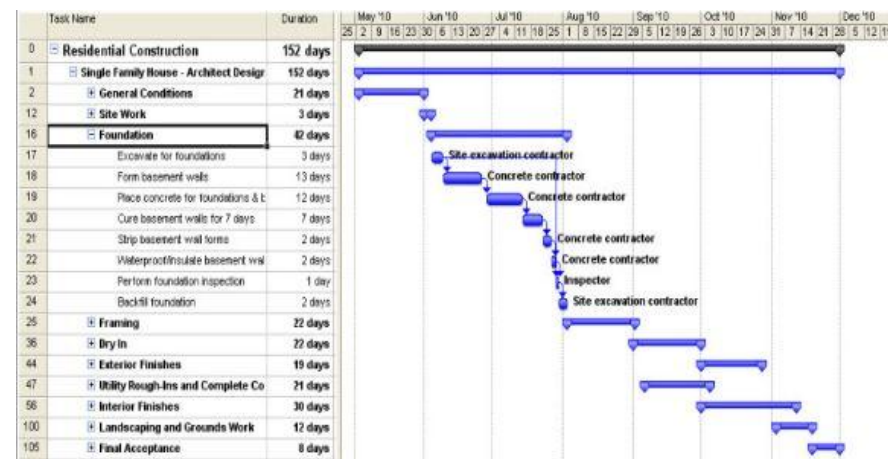 Task Name Duration May '10 Jun '10 Jul '10 Aug '10 Sep '10 Oct '10 Nov '10 Dec '10
25 2 9 16 23 30 6 13 20 27 4 11 18 25 1 8 15 22 29 5 12 19 26 3 10 17 24 31 7 14 21 28 5 12
0 Residential Construction 152 days
1 Single Family House - Architect Desigr 152 days
2 General Conditions 21 days
12 Site Work 3 days
16 Foundation 42 days
17 Excavate for foundations 3 days Site excavation contractor
18 Form basement walls 13 days Concrete contractor
19 Place concrete for foundations & b 12 days Concrete contractor
20 Cure basement walls for 7 days 7 days
21 Strip basement wall forms 2 days Concrete contractor
22 Waterproof/insulate basement wal 2 days Concrete contractor
23 Perform foundation inspection 1 day Inspector
24 Backfill foundation 2 days Site excavation contractor
25 Framing 22 days
36 Dry In 22 days
44 Exterior Finishes 19 days
47 Utility Rough-Ins and Complete Co 21 days
56 Interior Finishes 30 days
100 Landscaping and Grounds Work 12 days
105 Final Acceptance 8 days